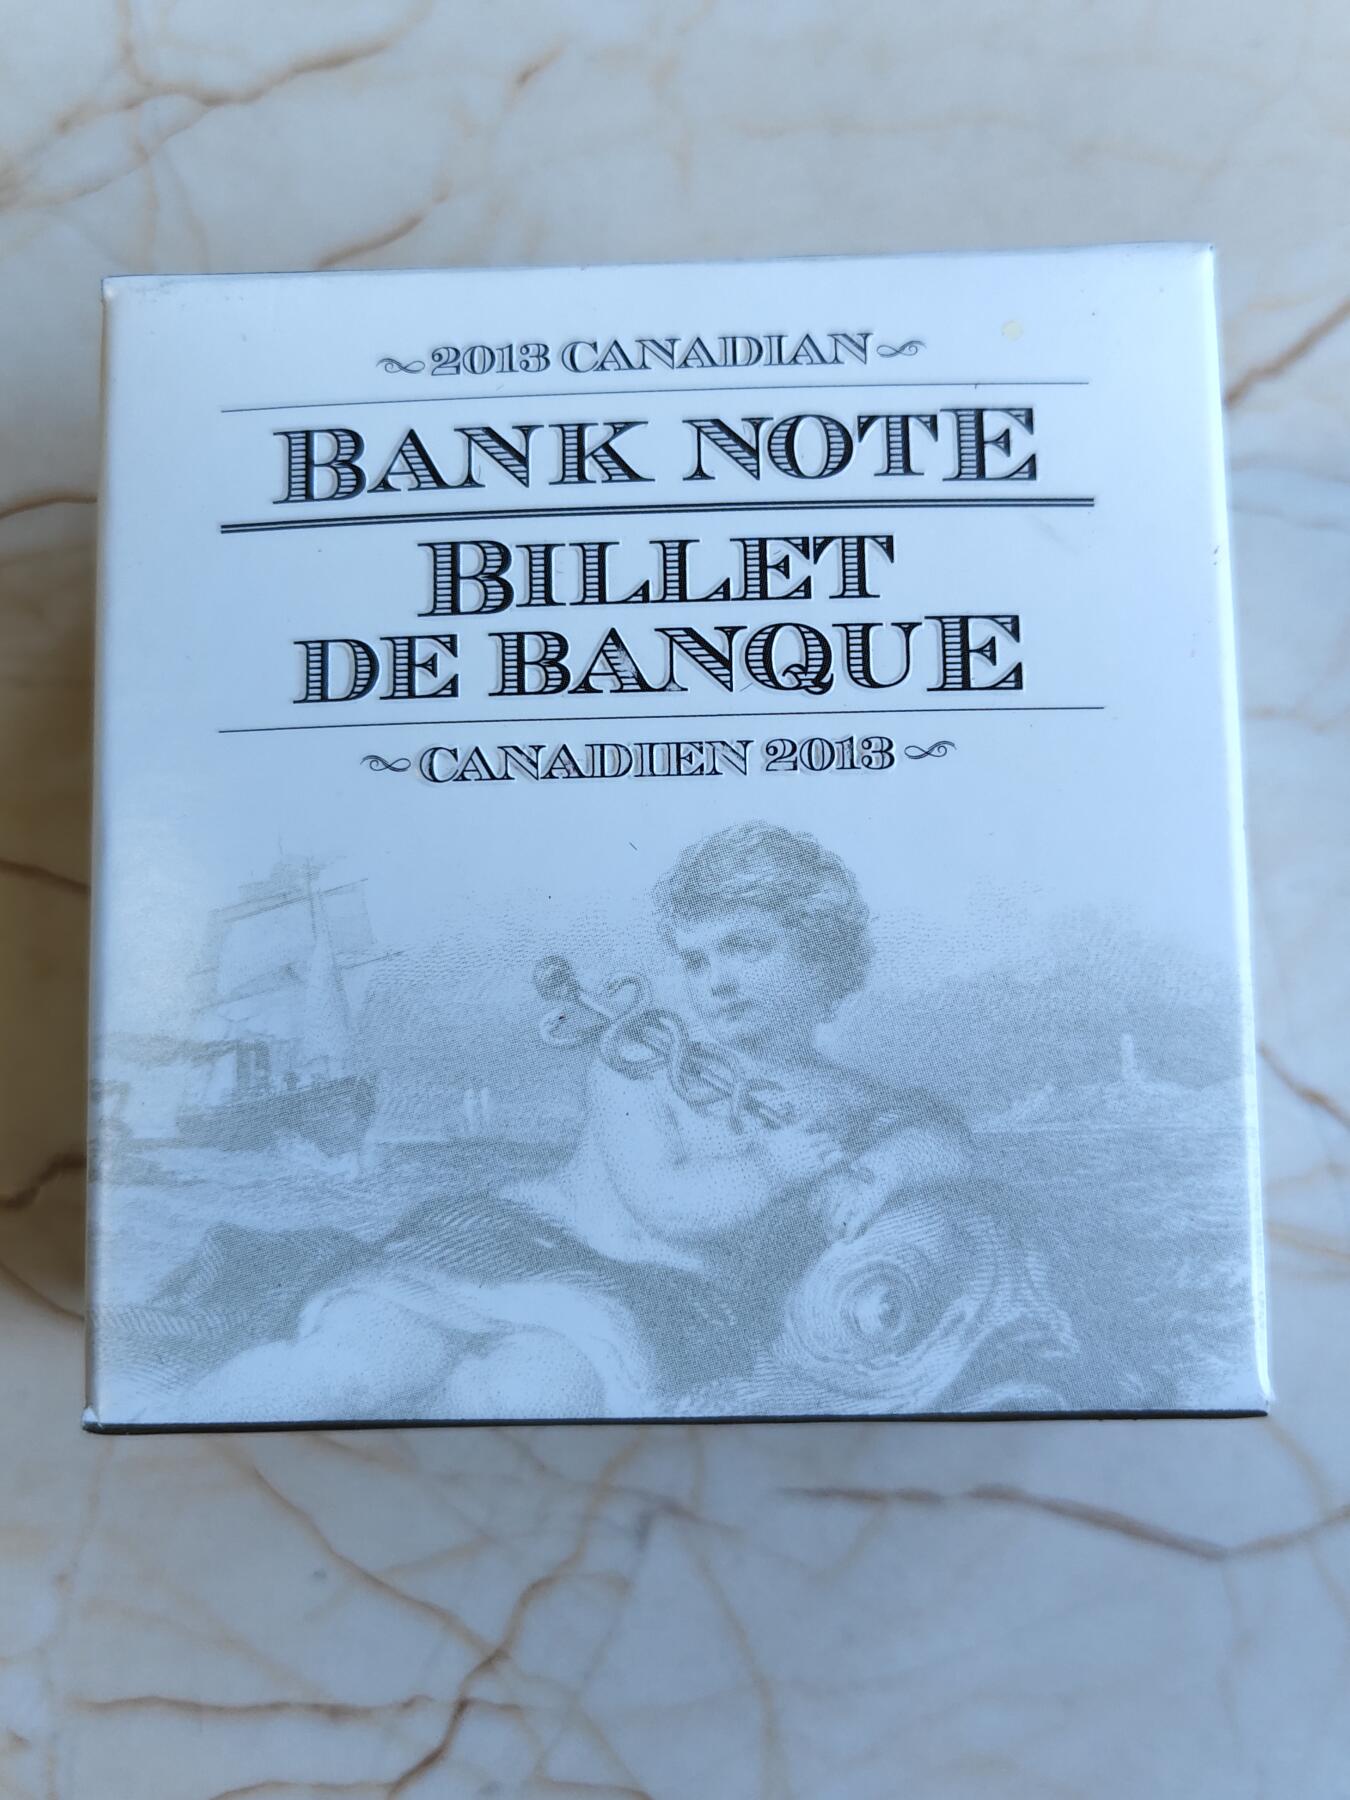 2013 CANADIAN
BANK NOTE
BILLET
DE BANQUE
CANADIEN 2013